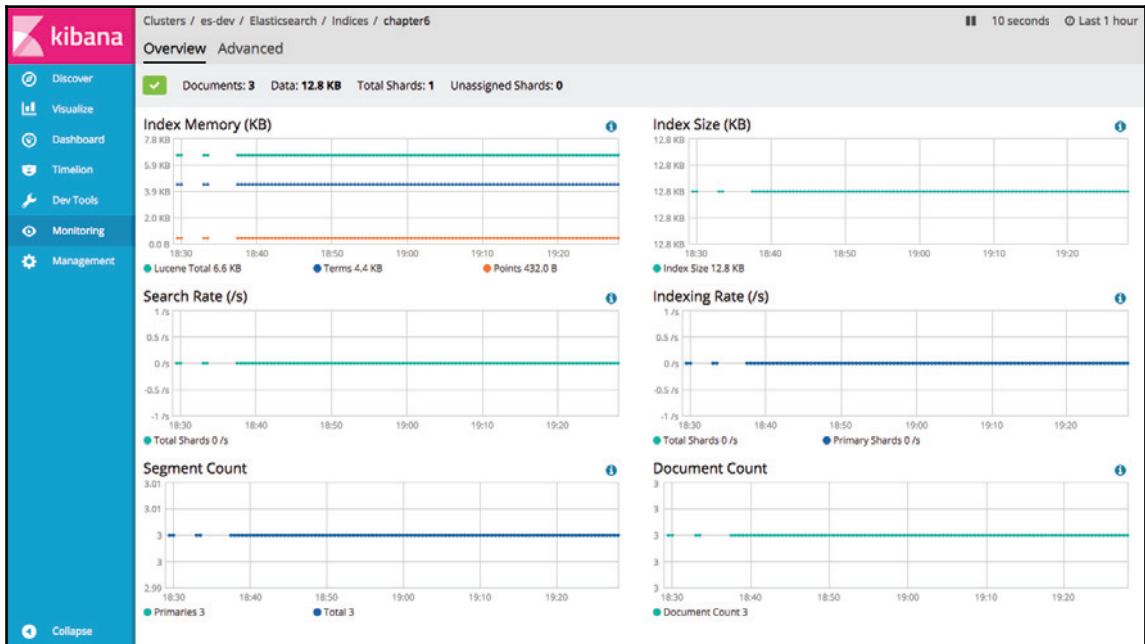 kibana
Discover
Visualize
Dashboard
Timelion
Dev Tools
Monitoring
Management
Collapse
Clusters / es-dev / Elasticsearch / Indices / chapter6
10 seconds Last 1 hour
Overview Advanced
Documents: 3 Data: 12.8 KB Total Shards: 1 Unassigned Shards: 0
Index Memory (KB)
7.8 KB
5.9 KB
3.9 KB
2.0 KB
0.0 B
18:30 18:40 18:50 19:00 19:10 19:20
Lucene Total 6.6 KB Terms 4.4 KB Points 432.0 B
Index Size (KB)
12.8 KB
12.8 KB
12.8 KB
12.8 KB
12.8 KB
18:30 18:40 18:50 19:00 19:10 19:20
Index Size 12.8 KB
Search Rate (/s)
1 /s
0.5 /s
0 /s
-0.5 /s
-1 /s
18:30 18:40 18:50 19:00 19:10 19:20
Total Shards 0 /s
Indexing Rate (/s)
1 /s
0.5 /s
0 /s
-0.5 /s
-1 /s
18:30 18:40 18:50 19:00 19:10 19:20
Total Shards 0 /s Primary Shards 0 /s
Segment Count
3.01
3.01
3
3
2.99
18:30 18:40 18:50 19:00 19:10 19:20
Primaries 3 Total 3
Document Count
3
3
3
3
3
18:30 18:40 18:50 19:00 19:10 19:20
Document Count 3